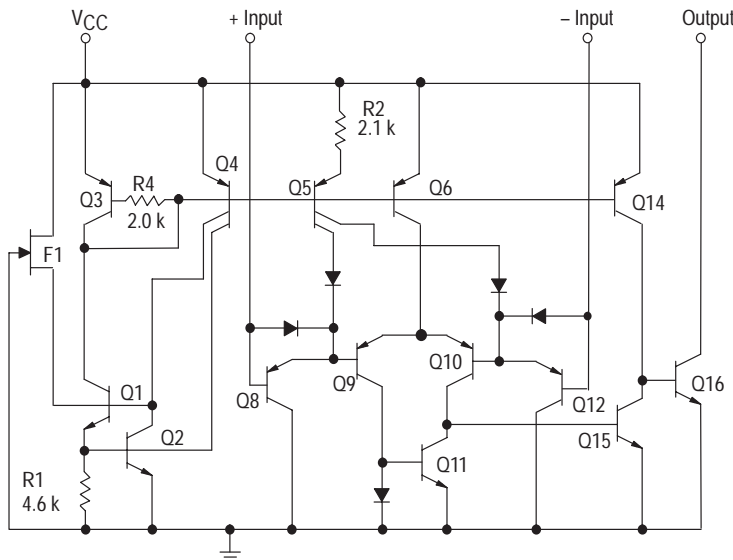 VCC
+ Input
– Input
Output
R2
2.1 k
Q4
R4
Q3
2.0 k
Q5
Q6
Q14
F1
Q1
Q8
Q9
Q10
Q12
Q16
Q2
Q15
R1
4.6 k
Q11